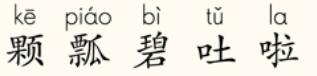 kē piáo bì tǔ la
颗 瓢 碧 吐 啦